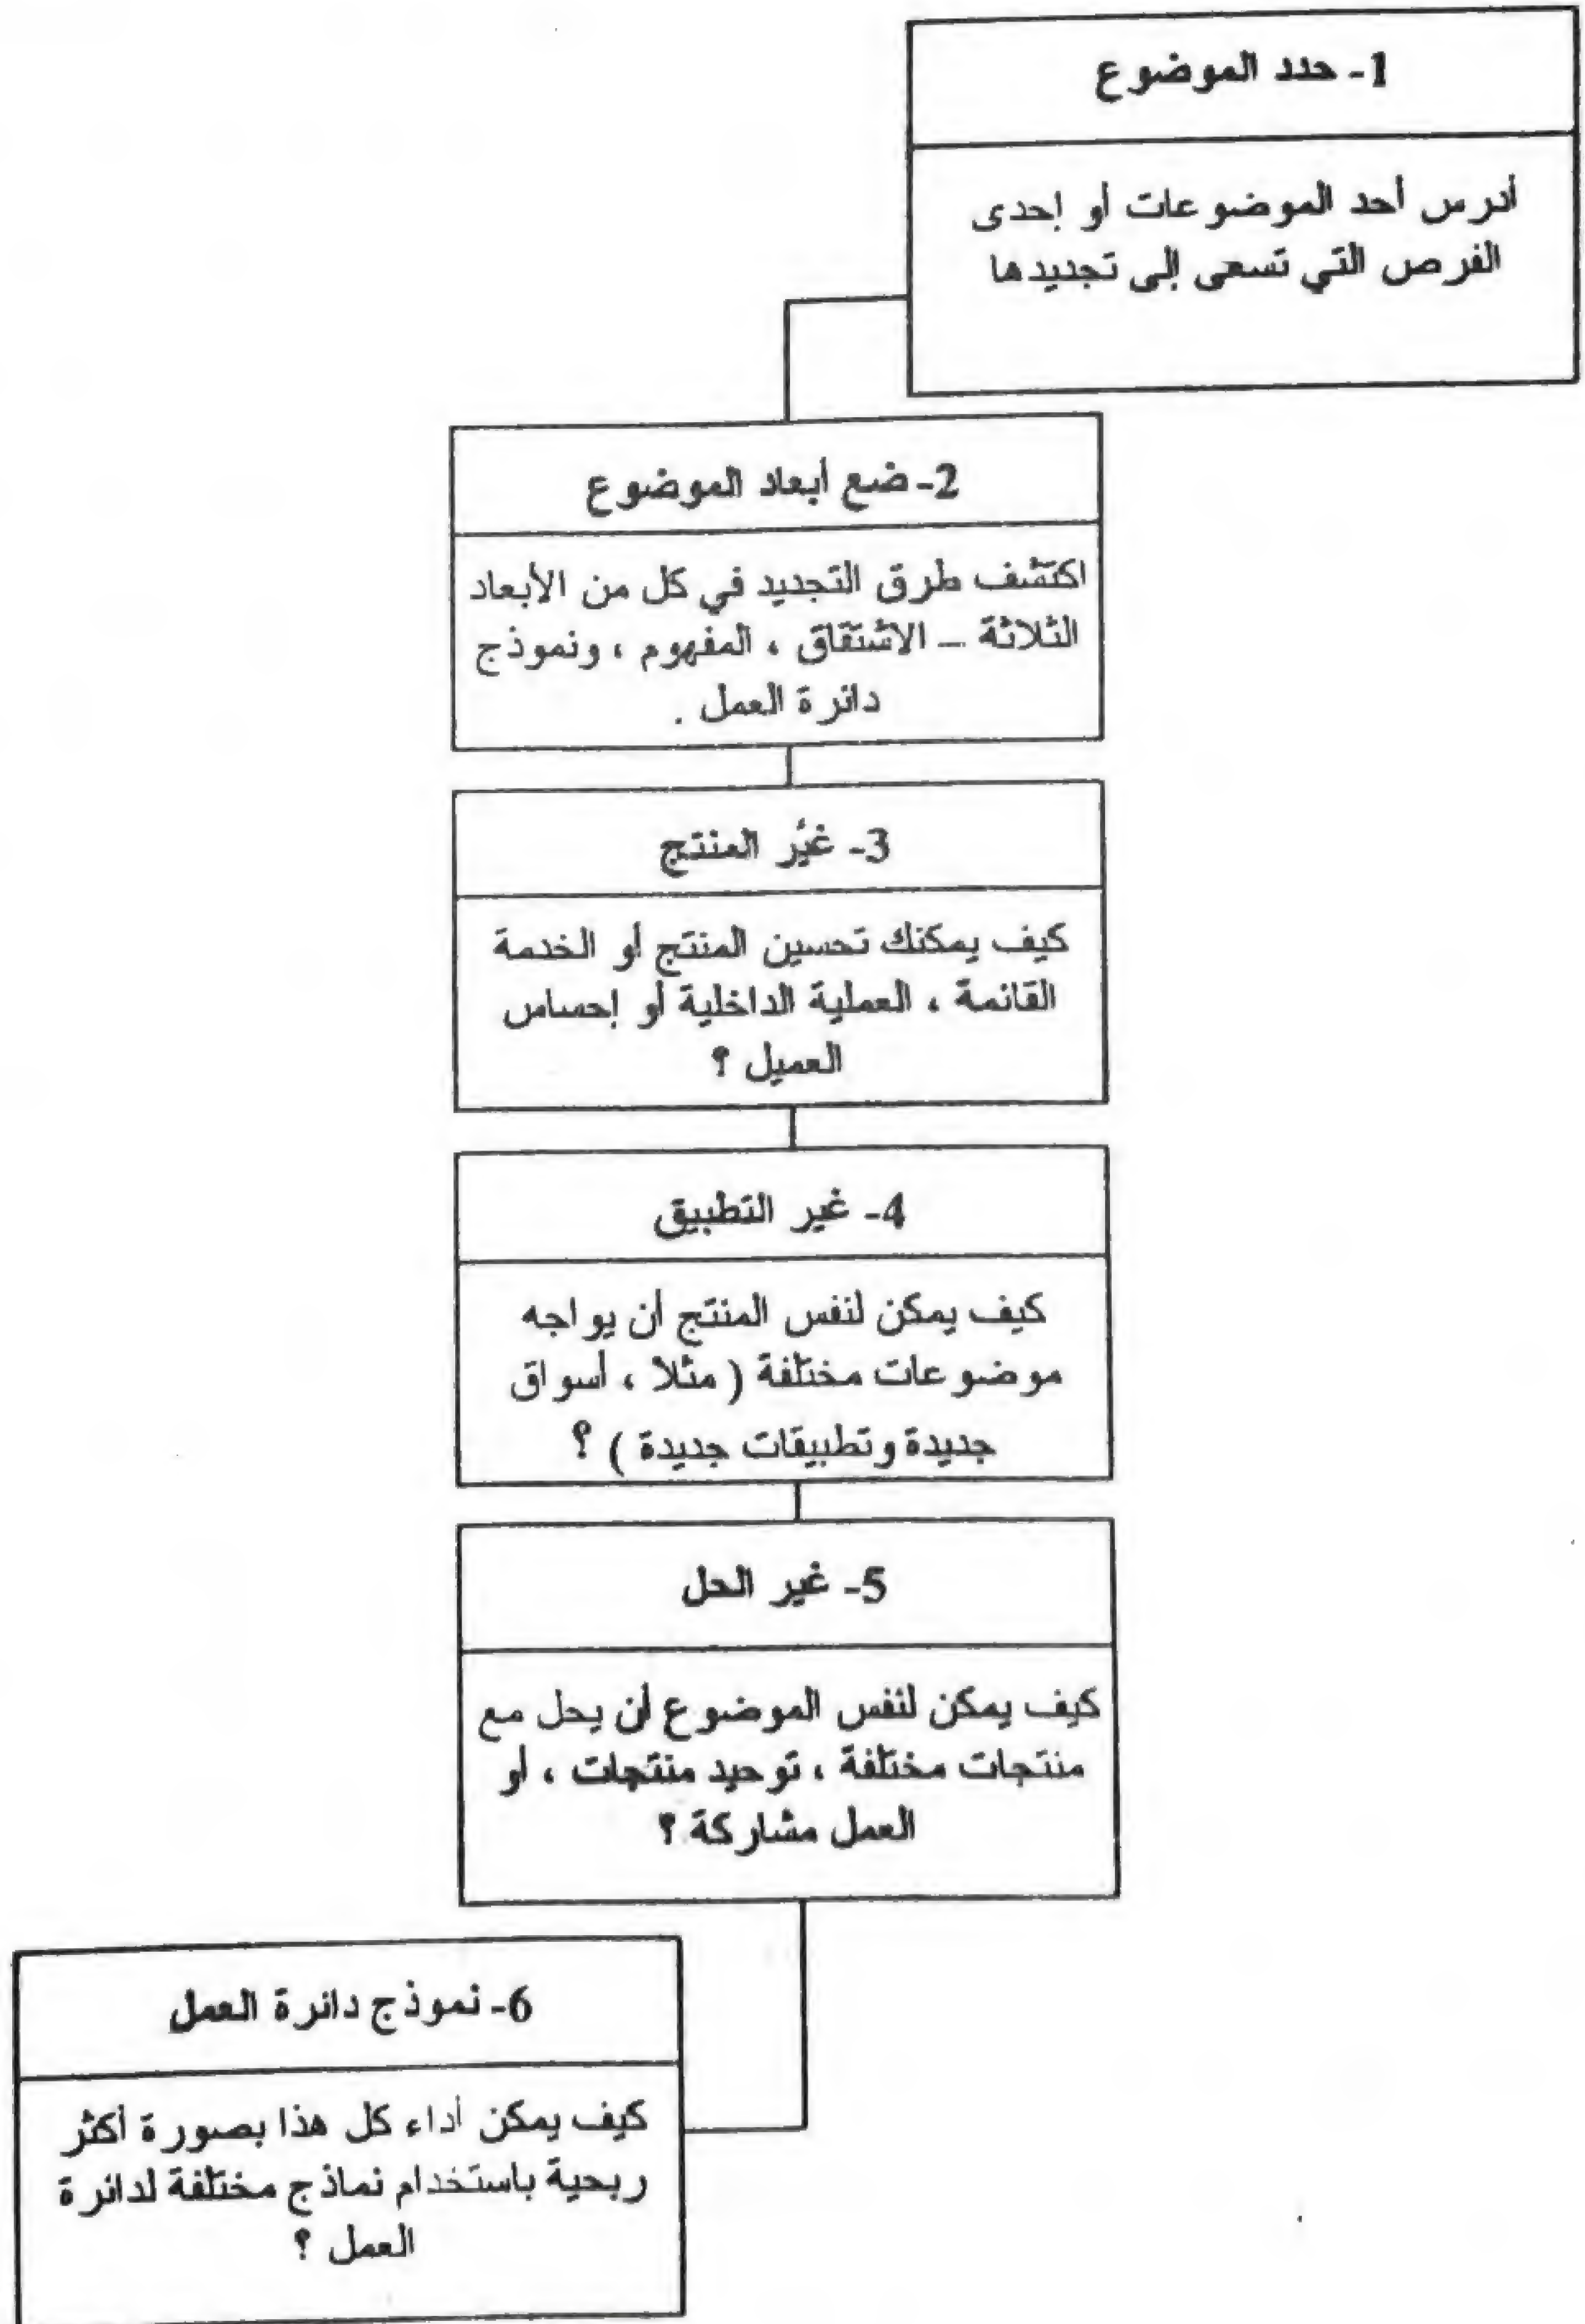 1- حدد الموضوع
أدرس أحد الموضوعات أو إحدى
الفرص التي تسعى إلى تجديدها
2- ضع أبعاد الموضوع
اكتشف طرق التجديد في كل من الأبعاد
الثلاثة – الاشتقاق ، المفهوم ، ونموذج
دائرة العمل .
3- غيُر المنتج
كيف يمكنك تحسين المنتج أو الخدمة
القائمة ، العملية الداخلية أو إحساس
العميل ؟
4- غير التطبيق
كيف يمكن لنفس المنتج أن يواجه
موضوعات مختلفة ( مثلا ، أسواق
جديدة وتطبيقات جديدة ) ؟
5- غير الحل
كيف يمكن لنفس الموضوع أن يحل مع
منتجات مختلفة ، توحيد منتجات ، أو
العمل مشاركة ؟
6- نموذج دائرة العمل
كيف يمكن أداء كل هذا بصورة أكثر
ربحية باستخدام نماذج مختلفة لدائرة
العمل ؟